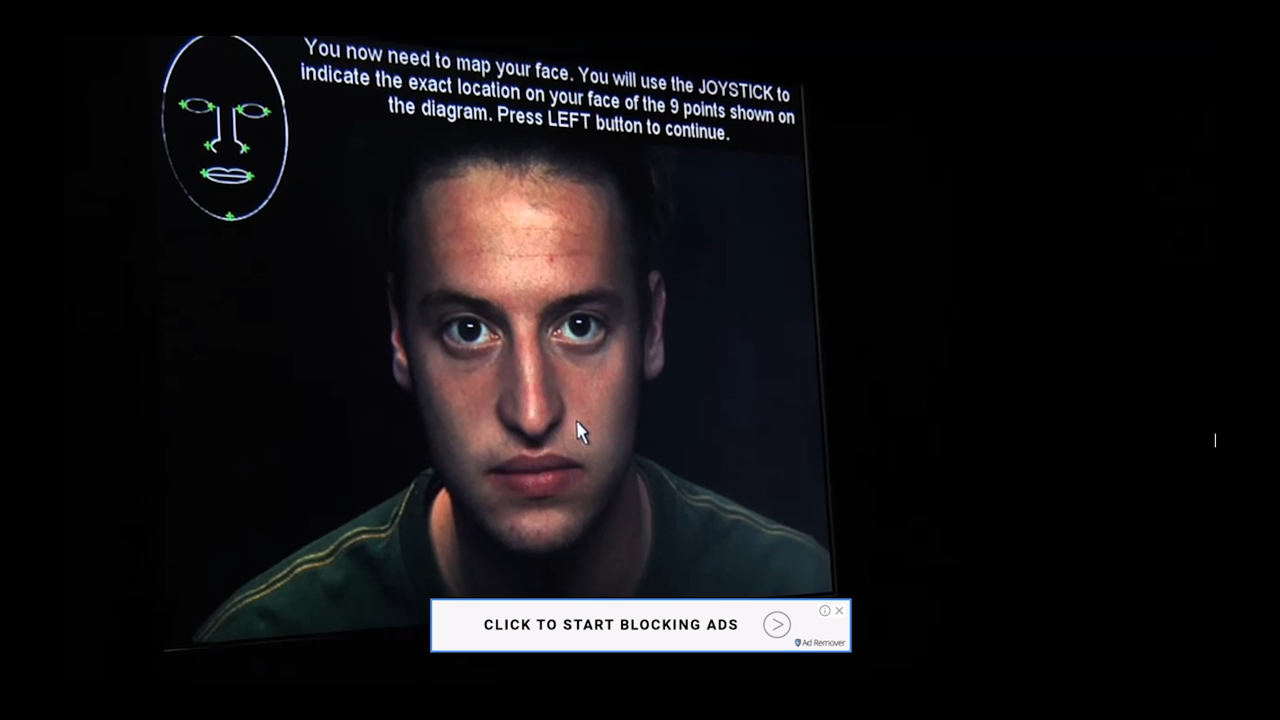 You now need to map your face. You will use the JOYSTICK to
indicate the exact location on your face of the 9 points shown on
the diagram. Press LEFT button to continue.
CLICK TO START BLOCKING ADS
Ad Remover